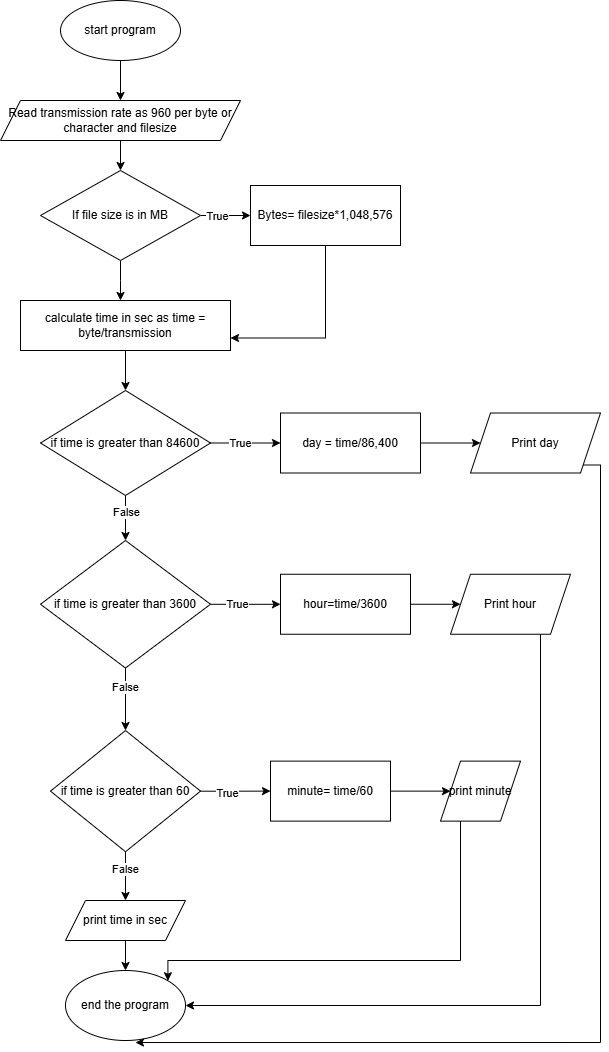 start program
Read transmission rate as 960 per byte or
character and filesize
If file size is in MB
True
Bytes= filesize*1,048,576
calculate time in sec as time =
byte/transmission
if time is greater than 84600
True
day = time/86,400
Print day
False
if time is greater than 3600
True
hour=time/3600
Print hour
False
if time is greater than 60
True
minute= time/60
print minute
False
print time in sec
end the program